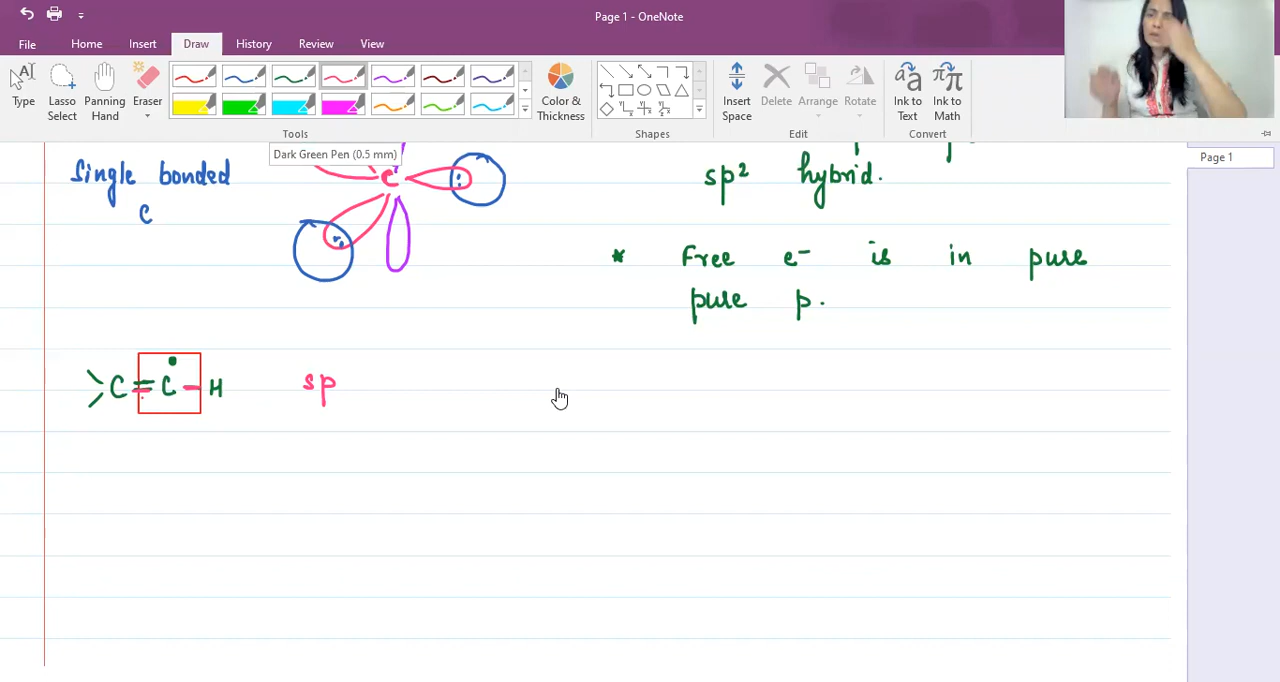 Page 1 - OneNote
File Home Insert Draw History Review View
Type
Lasso Select
Panning Hand
Eraser
Color & Thickness
Insert Space
Delete
Arrange
Rotate
Ink to Text
Ink to Math
Tools
Shapes
Edit
Convert
Dark Green Pen (0.5 mm)
Page 1
Single bonded
C
C
sp² hybrid.
* Free e⁻ is in pure
pure p.
C = C - H
sp